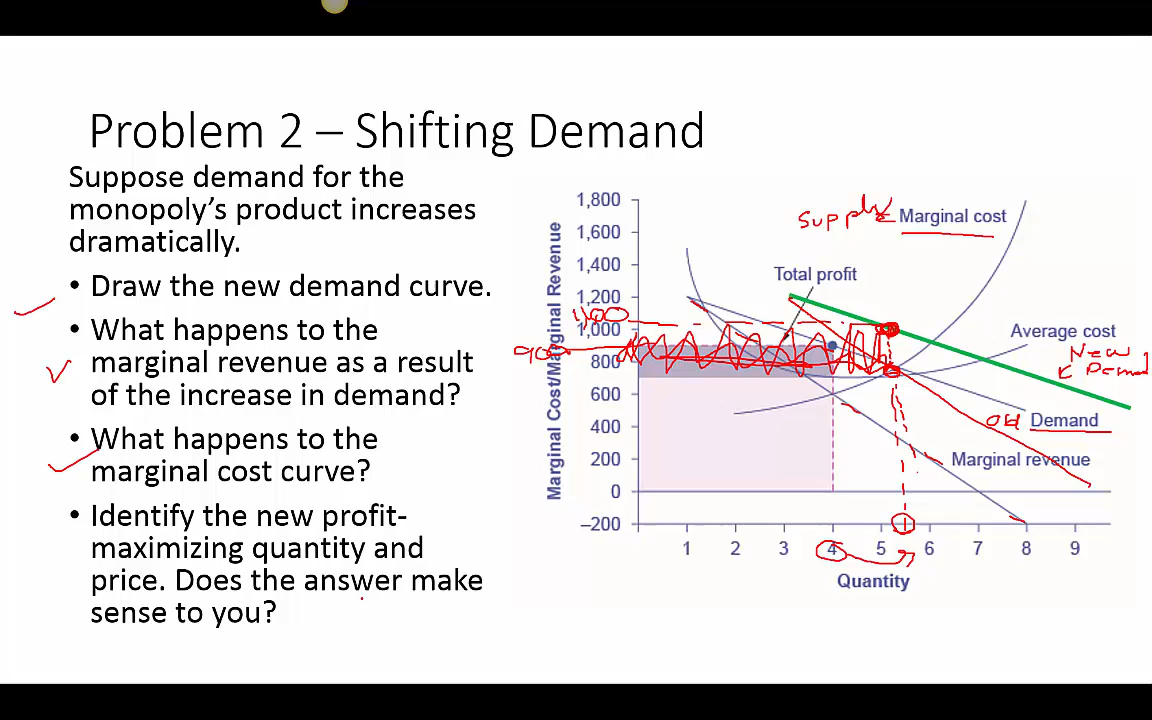 Problem 2 – Shifting Demand
Suppose demand for the
monopoly's product increases
dramatically.
• Draw the new demand curve.
• What happens to the
marginal revenue as a result
of the increase in demand?
• What happens to the
marginal cost curve?
• Identify the new profit-
maximizing quantity and
price. Does the answer make
sense to you?
Marginal Cost/Marginal Revenue
1,800
1,600
1,400
1,200
1,000
800
600
400
200
0
–200
1 2 3 4 5 6 7 8 9
Quantity
Supply
Marginal cost
Total profit
Average cost
New
Demand
Old Demand
Marginal revenue
900